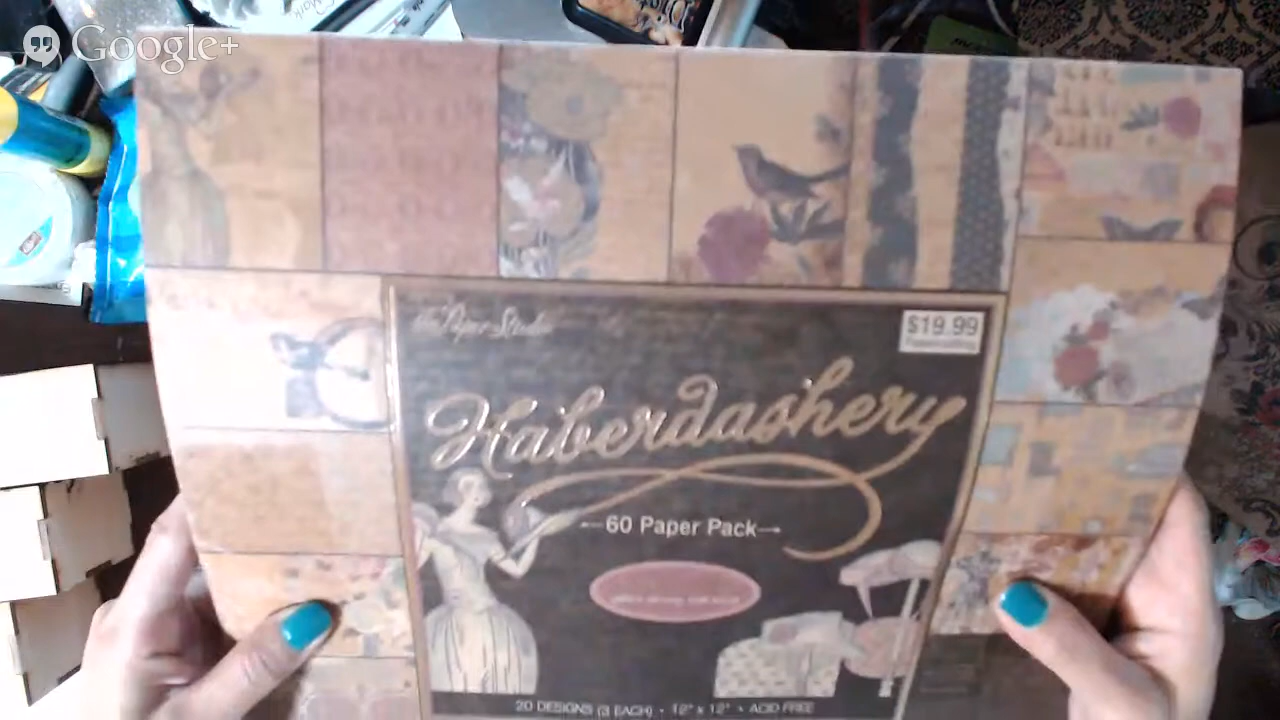 Google+
the Paper Studio
$19.99
Haberdashery
60 Paper Pack
20 DESIGNS (3 EACH) • 12" x 12" • ACID FREE